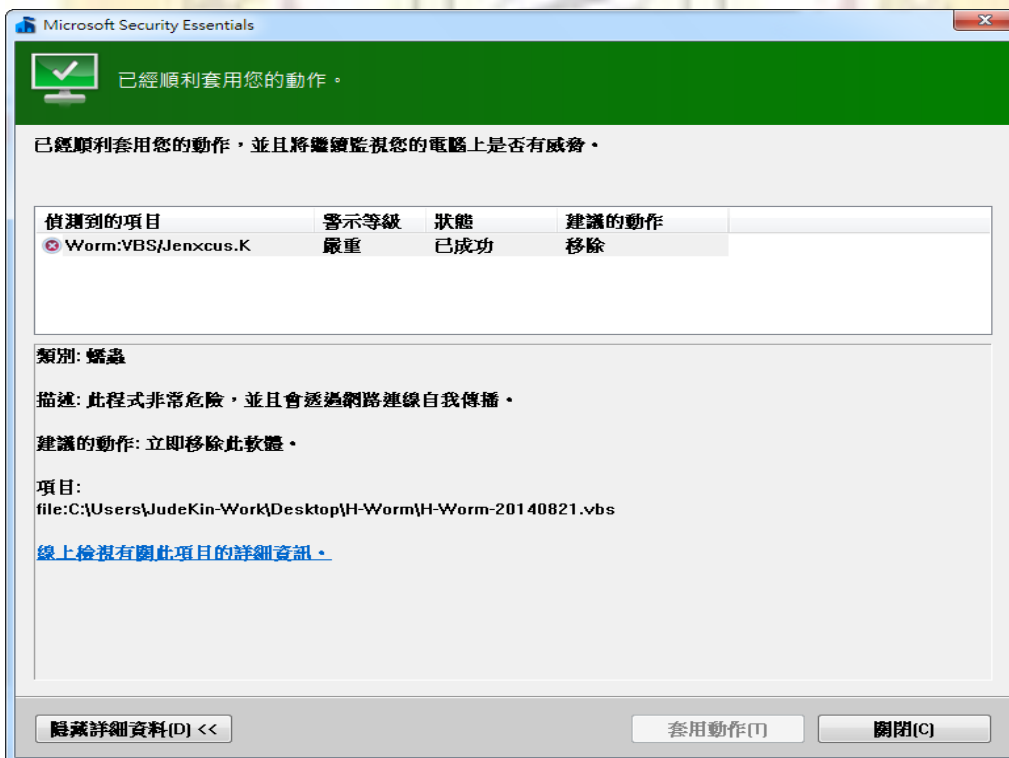 Microsoft Security Essentials
已經順利套用您的動作。
已經順利套用您的動作，並且將繼續監視您的電腦上是否有威脅。
偵測到的項目 警示等級 狀態 建議的動作
Worm:VBS/Jenxcus.K 嚴重 已成功 移除
類別: 蠕蟲
描述: 此程式非常危險，並且會透過網路連線自我傳播。
建議的動作: 立即移除此軟體。
項目:
file:C:\Users\JudeKin-Work\Desktop\H-Worm\H-Worm-20140821.vbs
線上檢視有關此項目的詳細資訊。
隱藏詳細資料(D) << 套用動作(T) 關閉(C)